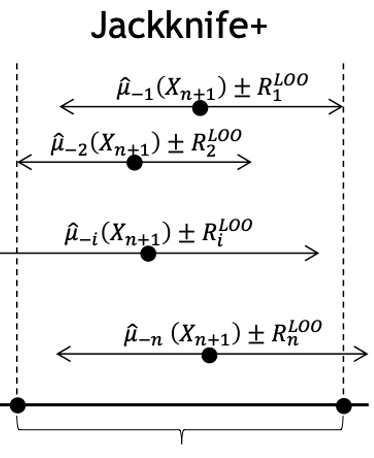 Jackknife+
μ̂₋₁(Xₙ₊₁) ± R₁ᴸᴼᴼ
μ̂₋₂(Xₙ₊₁) ± R₂ᴸᴼᴼ
μ̂₋ᵢ(Xₙ₊₁) ± Rᵢᴸᴼᴼ
μ̂₋ₙ (Xₙ₊₁) ± Rₙᴸᴼᴼ